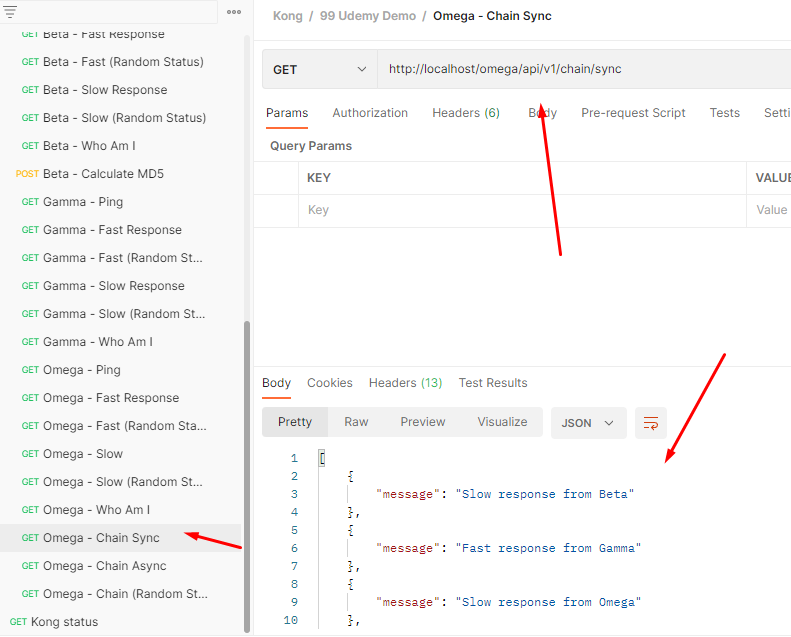 GET Beta - Fast Response
GET Beta - Fast (Random Status)
GET Beta - Slow Response
GET Beta - Slow (Random Status)
GET Beta - Who Am I
POST Beta - Calculate MD5
GET Gamma - Ping
GET Gamma - Fast Response
GET Gamma - Fast (Random St...
GET Gamma - Slow Response
GET Gamma - Slow (Random St...
GET Gamma - Who Am I
GET Omega - Ping
GET Omega - Fast Response
GET Omega - Fast (Random Sta...
GET Omega - Slow
GET Omega - Slow (Random St...
GET Omega - Who Am I
GET Omega - Chain Sync
GET Omega - Chain Async
GET Omega - Chain (Random St...
GET Kong status
Kong / 99 Udemy Demo / Omega - Chain Sync
GET http://localhost/omega/api/v1/chain/sync
Params Authorization Headers (6) Body Pre-request Script Tests Setti
Query Params
KEY VALUE
Key Value
Body Cookies Headers (13) Test Results
Pretty Raw Preview Visualize JSON
1 [
2 {
3 "message": "Slow response from Beta"
4 },
5 {
6 "message": "Fast response from Gamma"
7 },
8 {
9 "message": "Slow response from Omega"
10 },